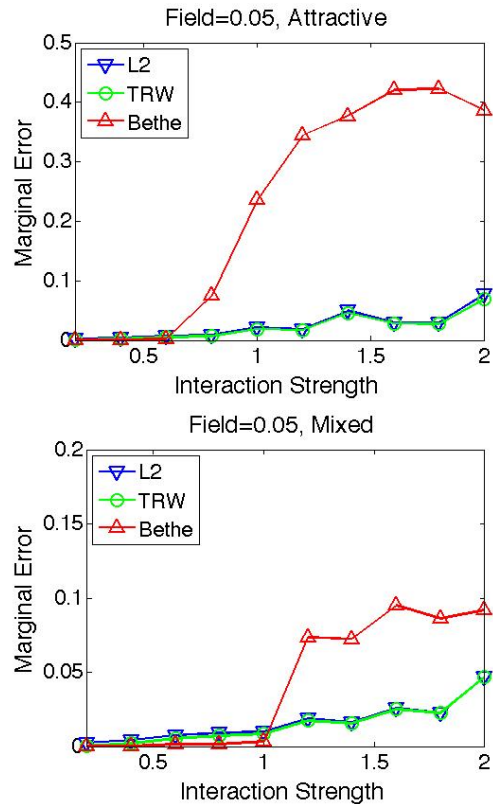 Field=0.05, Attractive
0.5
0.4
0.3
0.2
0.1
0
L2
TRW
Bethe
Marginal Error
0.5
1
1.5
2
Interaction Strength
Field=0.05, Mixed
0.2
0.15
0.1
0.05
0
L2
TRW
Bethe
Marginal Error
0.5
1
1.5
2
Interaction Strength